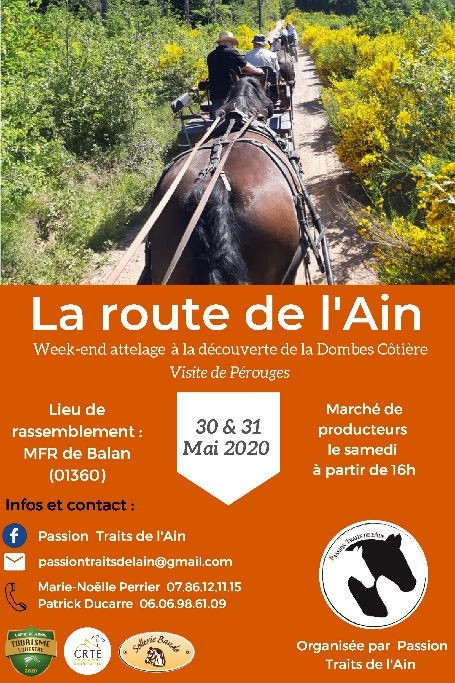 La route de l'Ain
Week-end attelage à la découverte de la Dombes Côtière
Visite de Pérouges
Lieu de
rassemblement :
MFR de Balan
(01360)
30 & 31
Mai 2020
Marché de
producteurs
le samedi
à partir de 16h
Infos et contact :
Passion Traits de l'Ain
passiontraitsdelain@gmail.com
Marie-Noëlle Perrier 07.86.12.11.15
Patrick Ducarre 06.06.98.61.09
PASSION TRAITS DE L'AIN
Organisée par Passion
Traits de l'Ain
TOURISME
2020
CRTE
Sellerie Baude